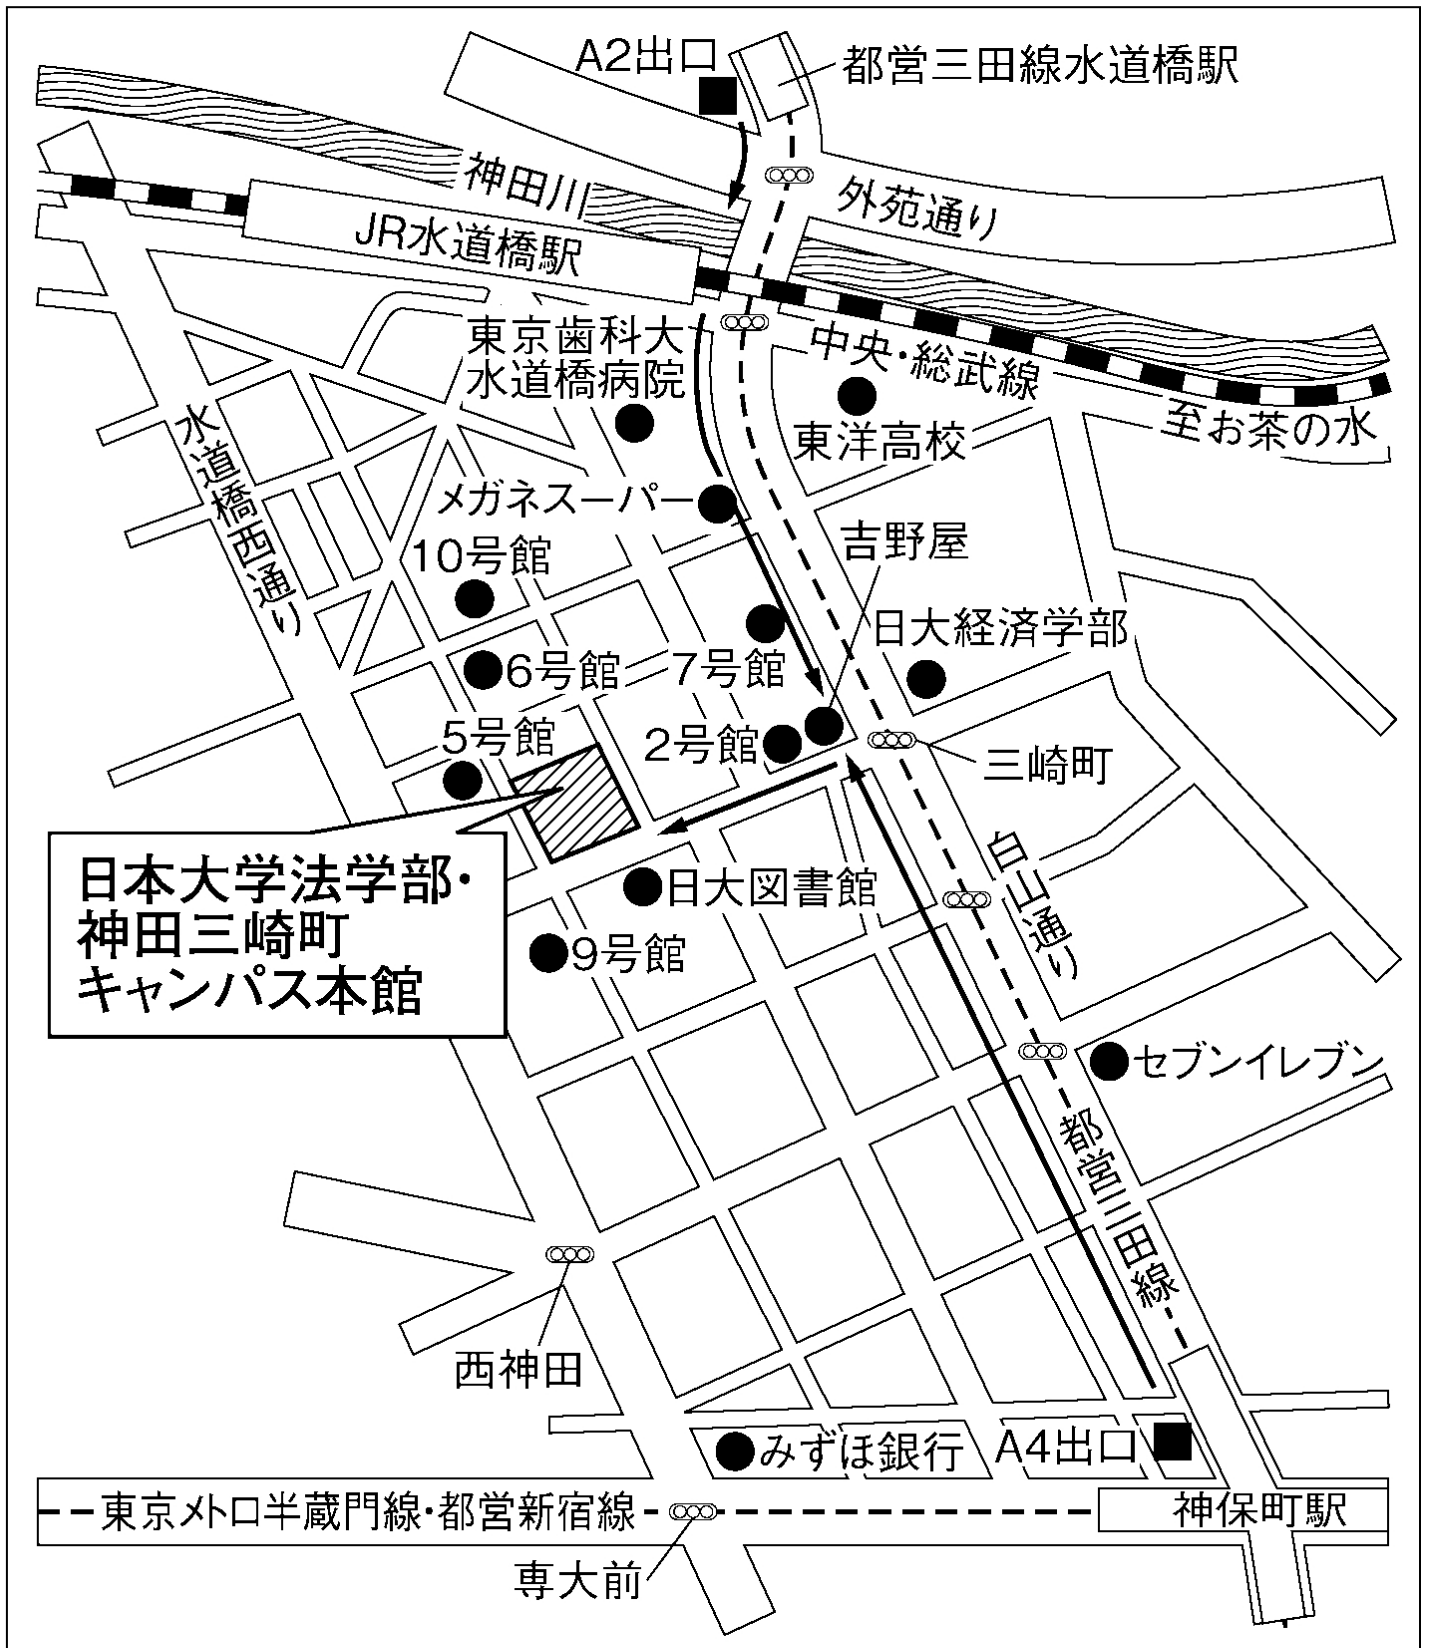 A2出口
都営三田線水道橋駅
神田川
外苑通り
JR水道橋駅
東京歯科大
水道橋病院
中央・総武線
至お茶の水
東洋高校
水道橋西通り
メガネスーパー
吉野屋
10号館
日大経済学部
6号館
7号館
5号館
2号館
三崎町
日本大学法学部・
神田三崎町
キャンパス本館
日大図書館
白山通り
9号館
セブンイレブン
都営三田線
西神田
みずほ銀行
A4出口
東京メトロ半蔵門線・都営新宿線
神保町駅
専大前